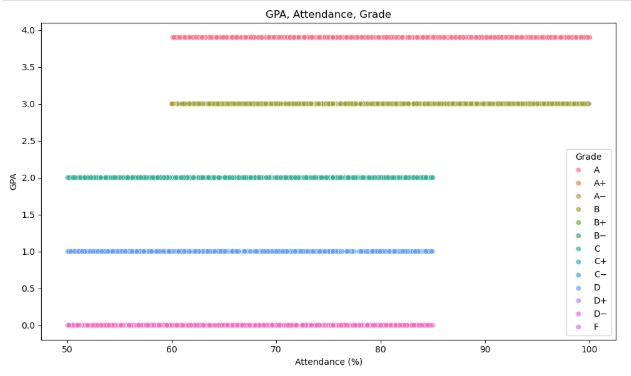 GPA, Attendance, Grade
4.0
3.5
3.0
2.5
2.0
1.5
1.0
0.5
0.0
GPA
50
60
70
80
90
100
Attendance (%)
Grade
A
A+
A−
B
B+
B−
C
C+
C−
D
D+
D−
F